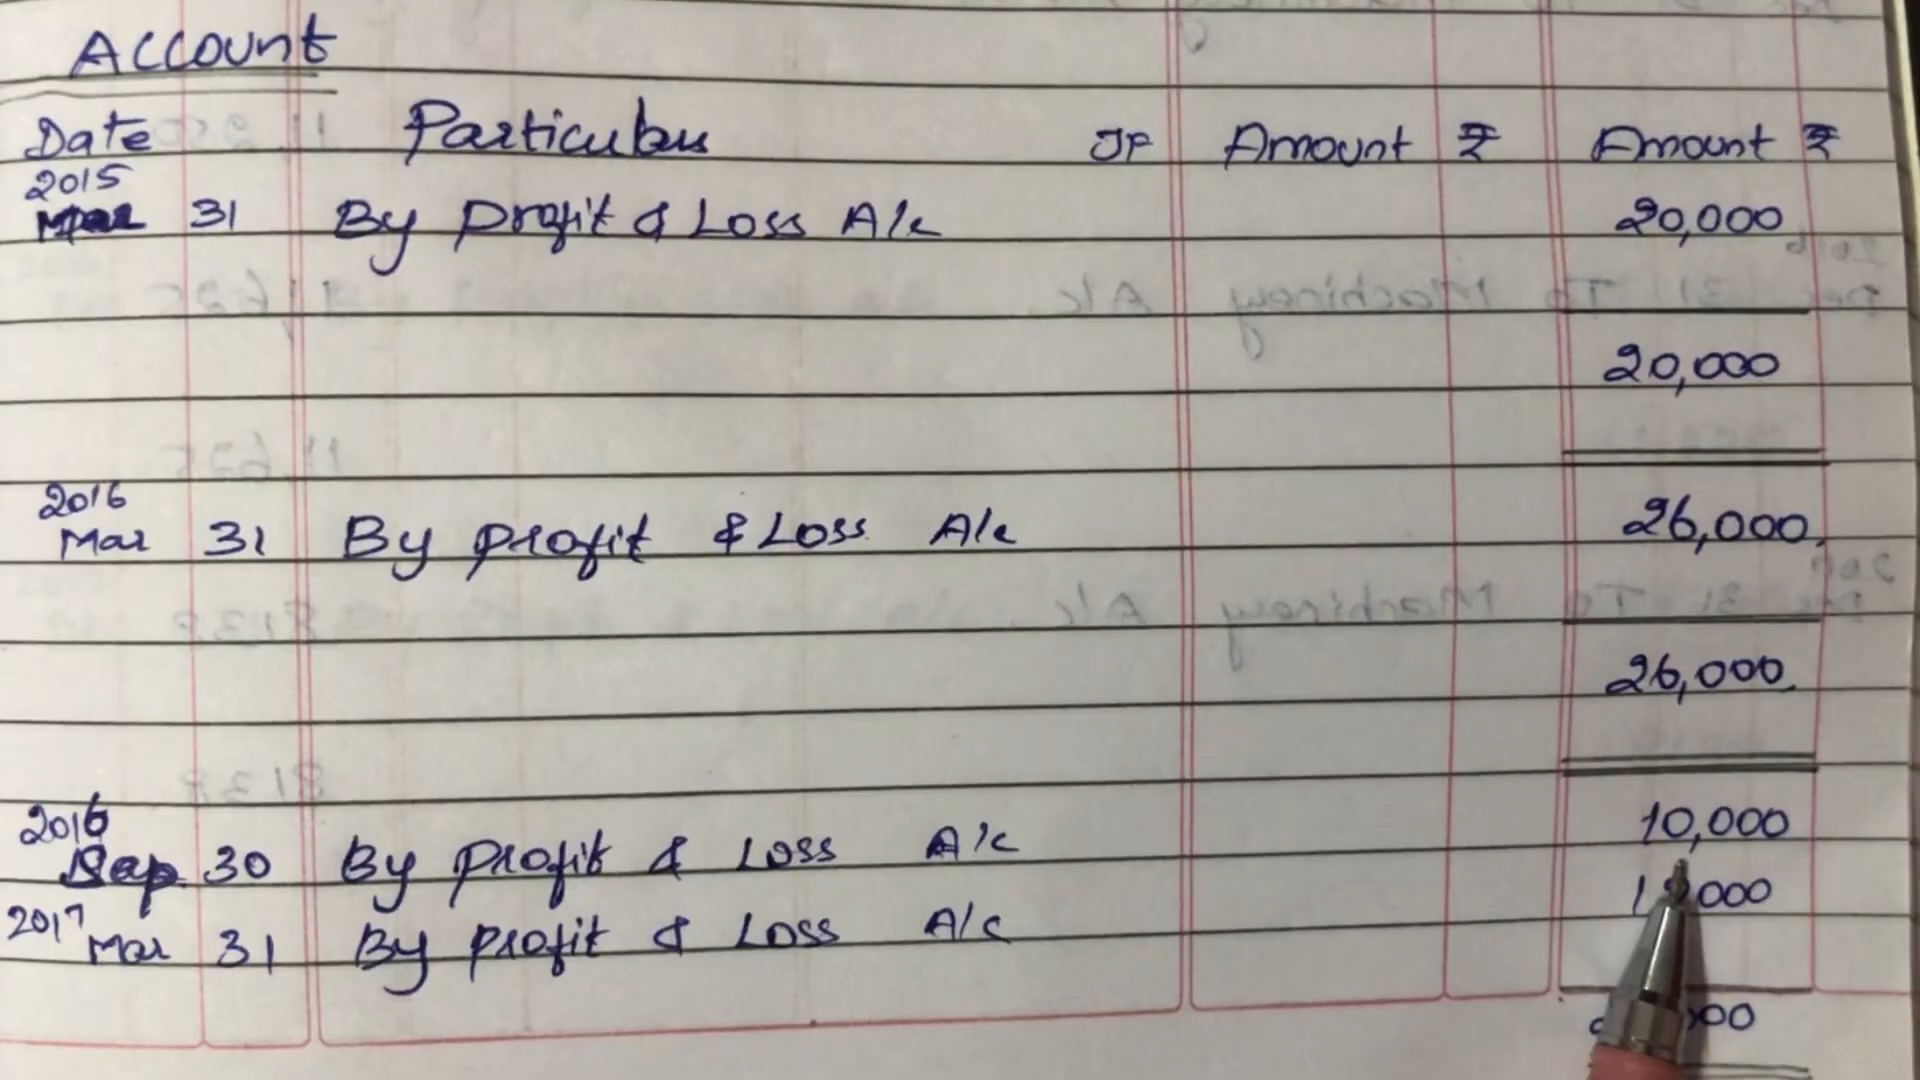 Account
Date Particulars JF Amount ₹ Amount ₹
2015
Mar 31 By Profit & Loss A/c 20,000
20,000
2016
Mar 31 By profit & Loss A/c 26,000
26,000
2016
Sep 30 By Profit & Loss A/c 10,000
2017
Mar 31 By profit & Loss A/c